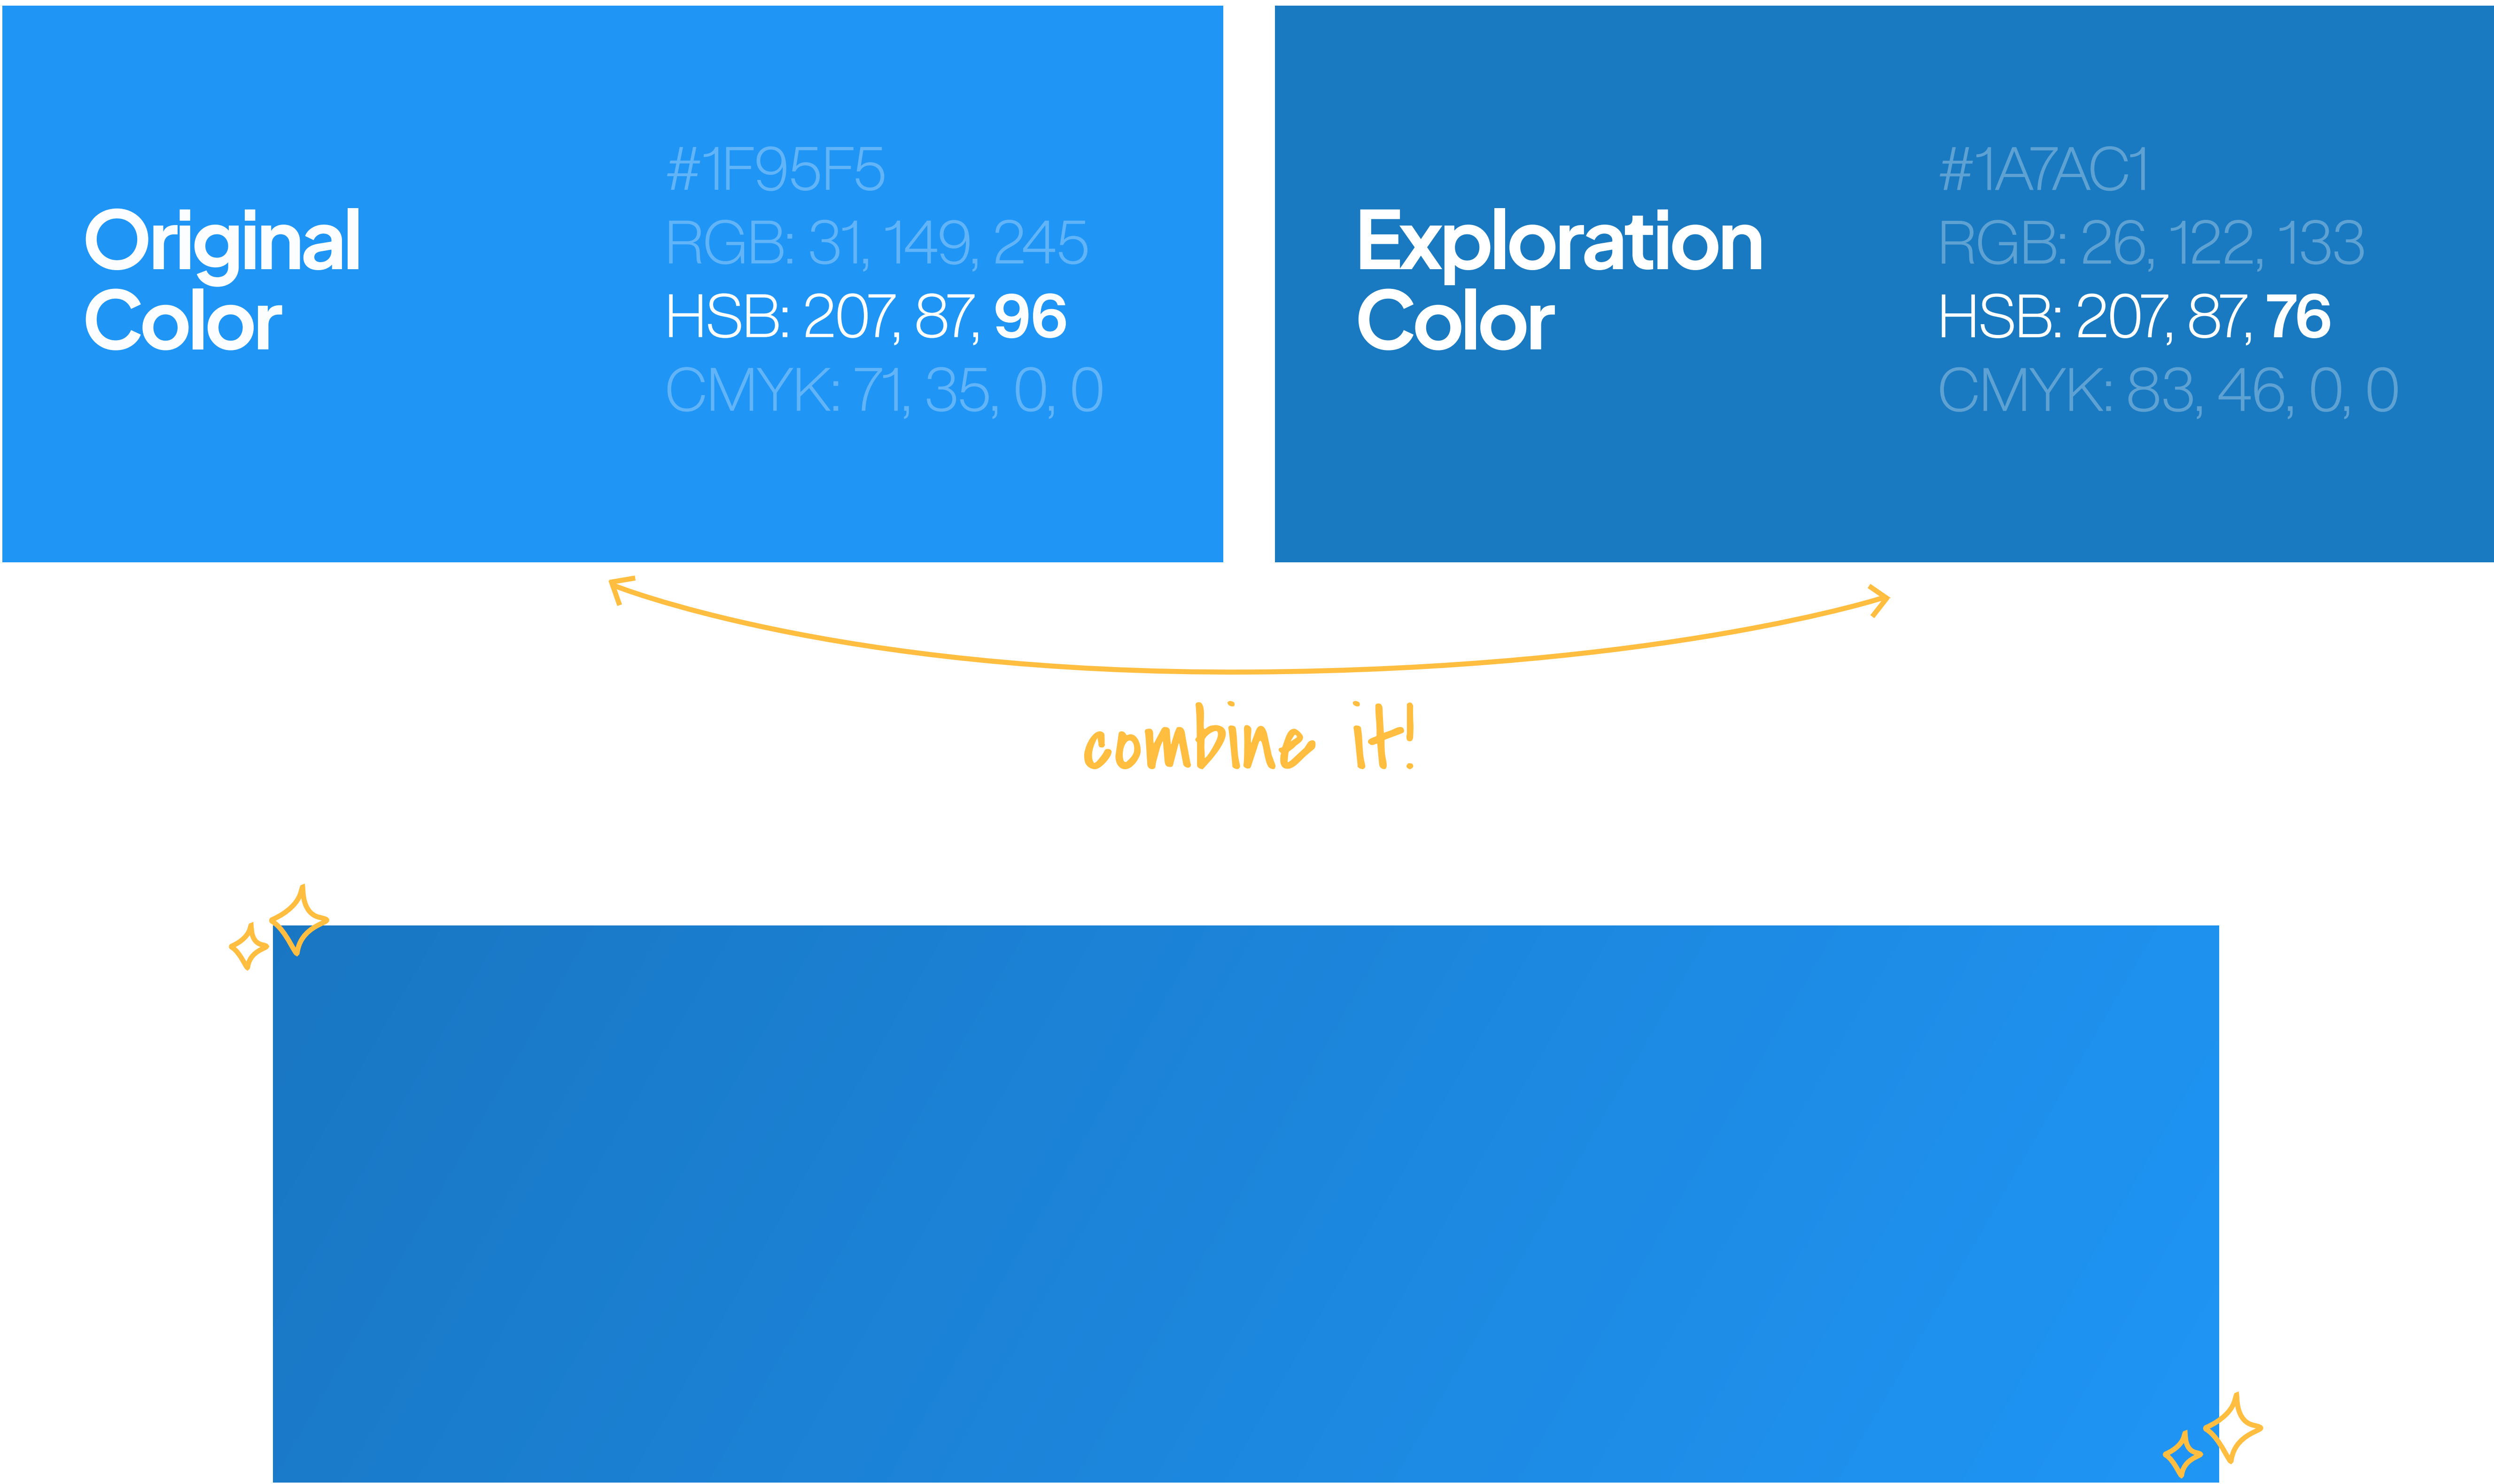 Original
Color
#1F95F5
RGB: 31, 149, 245
HSB: 207, 87, 96
CMYK: 71, 35, 0, 0
Exploration
Color
#1A7AC1
RGB: 26, 122, 133
HSB: 207, 87, 76
CMYK: 83, 46, 0, 0
combine it!